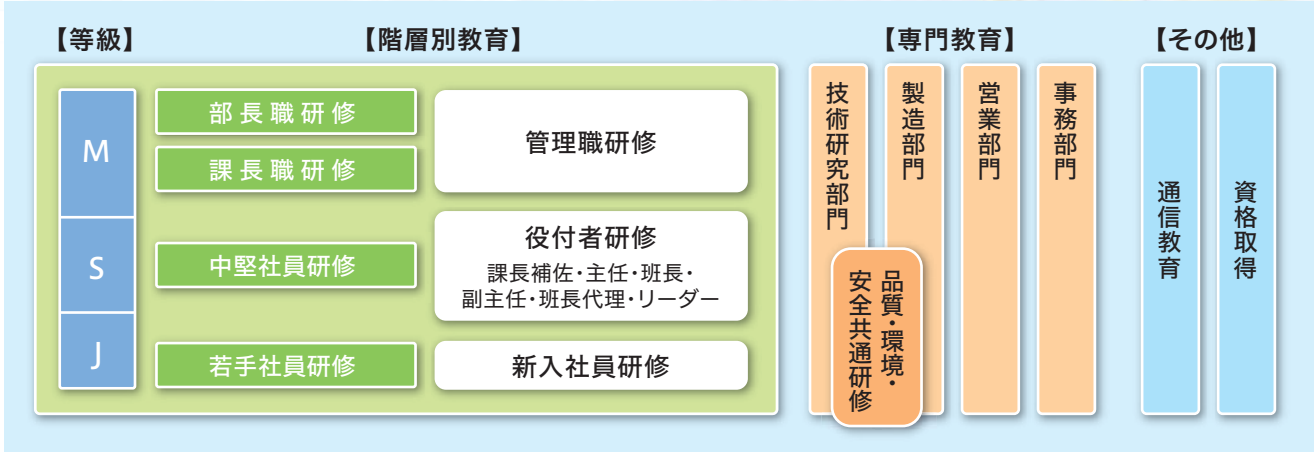 【等級】
【階層別教育】
【専門教育】
【その他】
M
S
J
部長職研修
課長職研修
中堅社員研修
若手社員研修
管理職研修
役付者研修
課長補佐・主任・班長・
副主任・班長代理・リーダー
新入社員研修
技術研究部門
製造部門
営業部門
事務部門
品質・環境・
安全共通研修
通信教育
資格取得